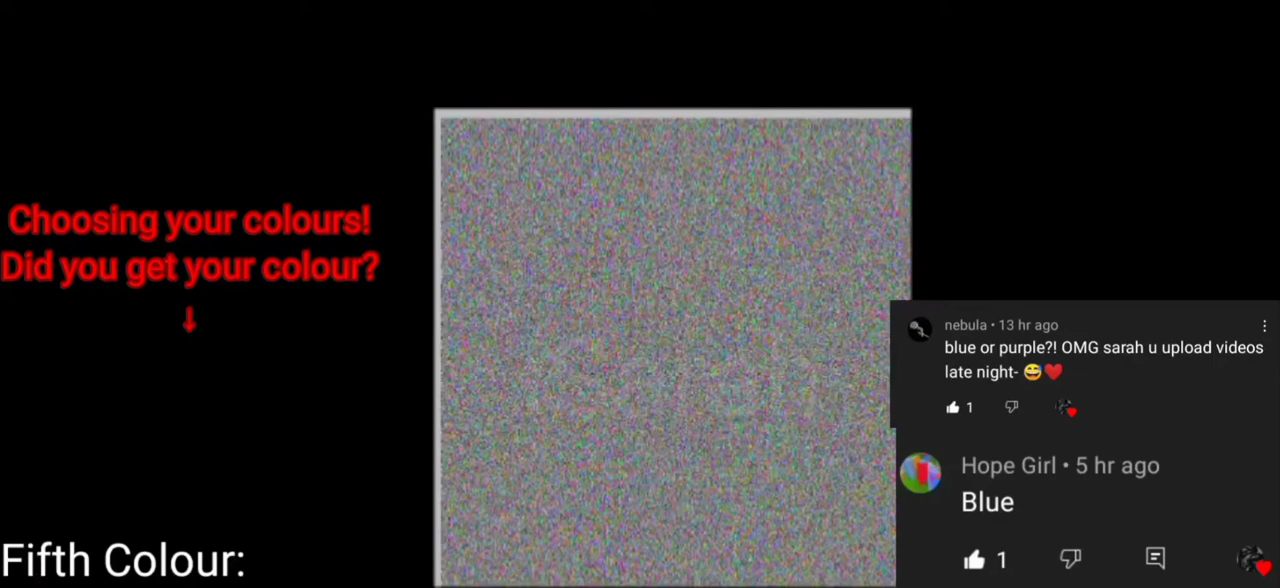 Choosing your colours!
Did you get your colour?
↓
nebula • 13 hr ago
blue or purple?! OMG sarah u upload videos
late night- 😅❤️
1
Hope Girl • 5 hr ago
Blue
1
Fifth Colour: